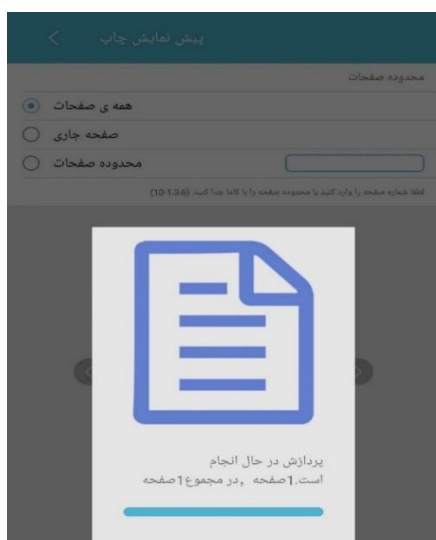 پیش نمایش چاپ
محدوده صفحات
همه ی صفحات
صفحه جاری
محدوده صفحات
لطفا شماره صفحه را وارد کنید یا محدوده صفحه را با کاما جدا کنید. (10-1،3،6)
پردازش در حال انجام
است.1صفحه ,در مجموع1صفحه